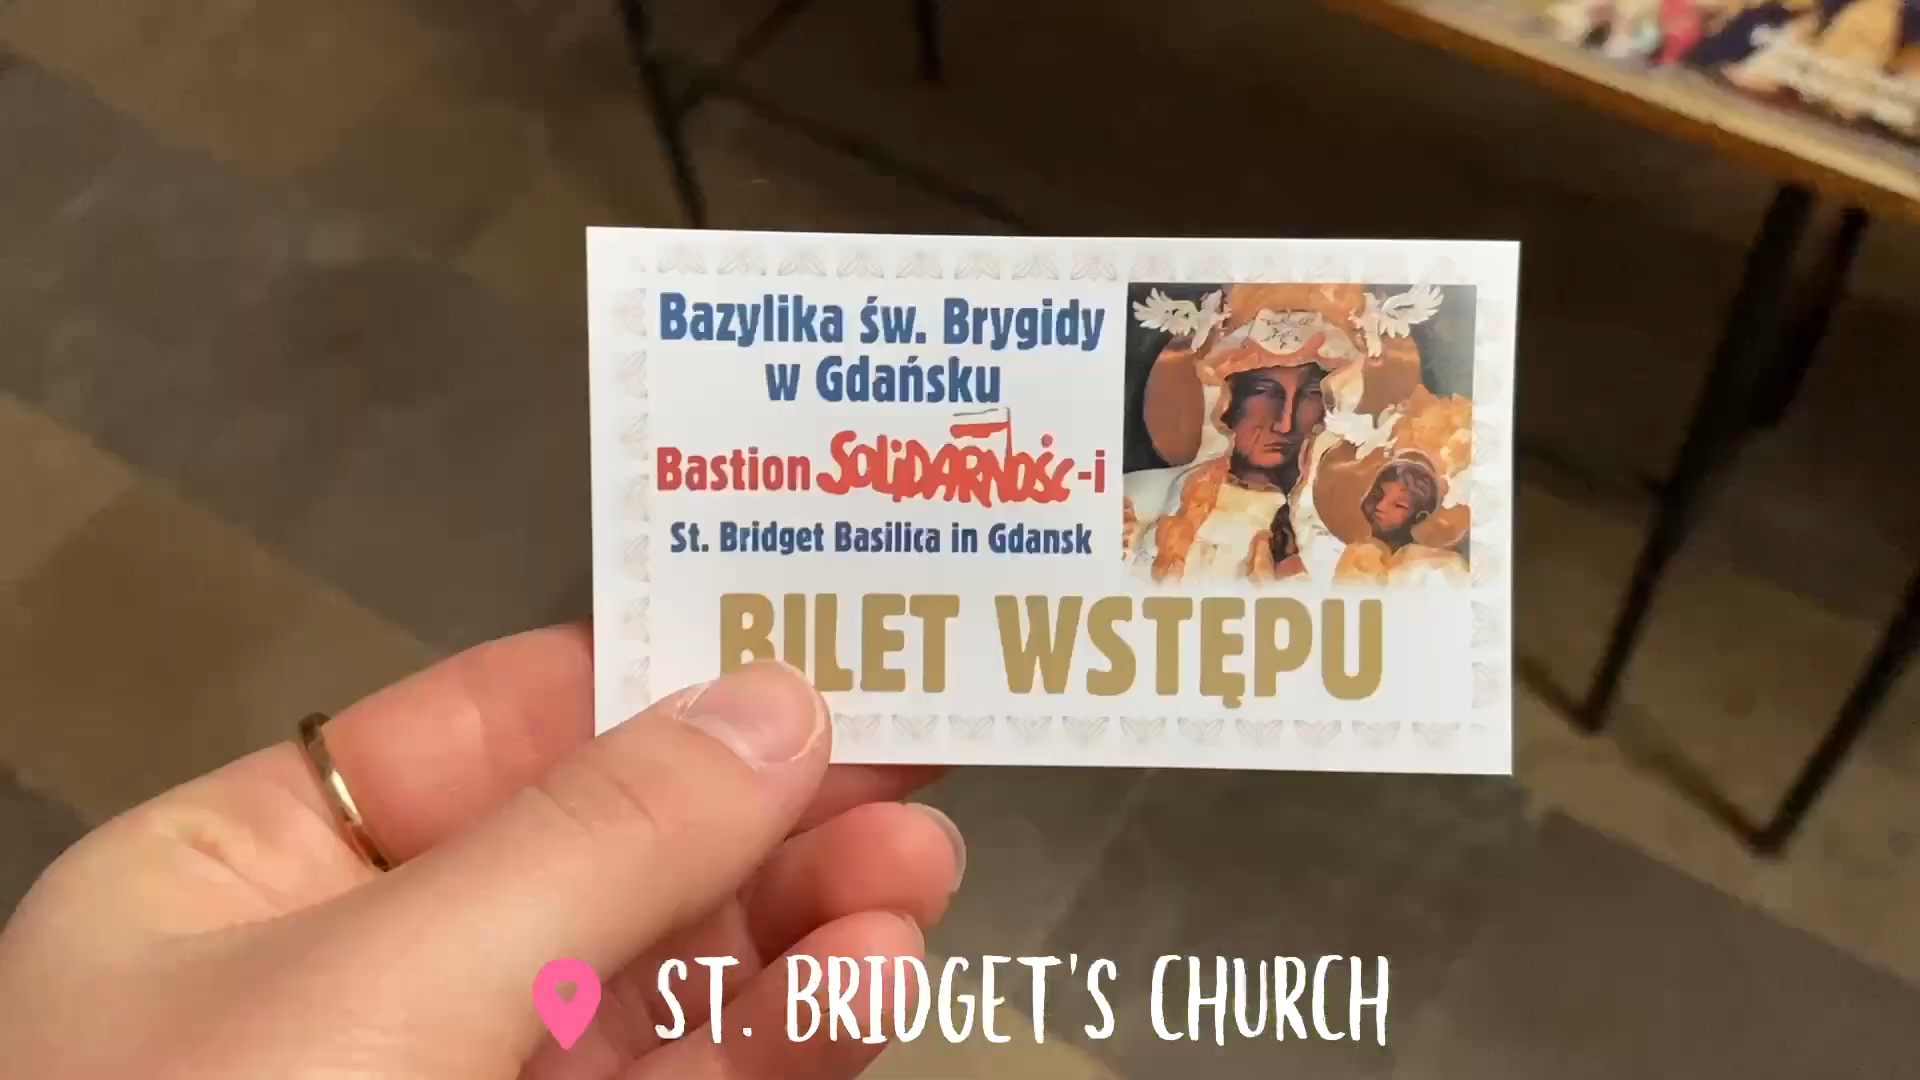 Bazylika św. Brygidy
w Gdańsku
Bastion SOLiDARNOŚĆ-i
St. Bridget Basilica in Gdansk
BILET WSTĘPU
ST. BRIDGET'S CHURCH